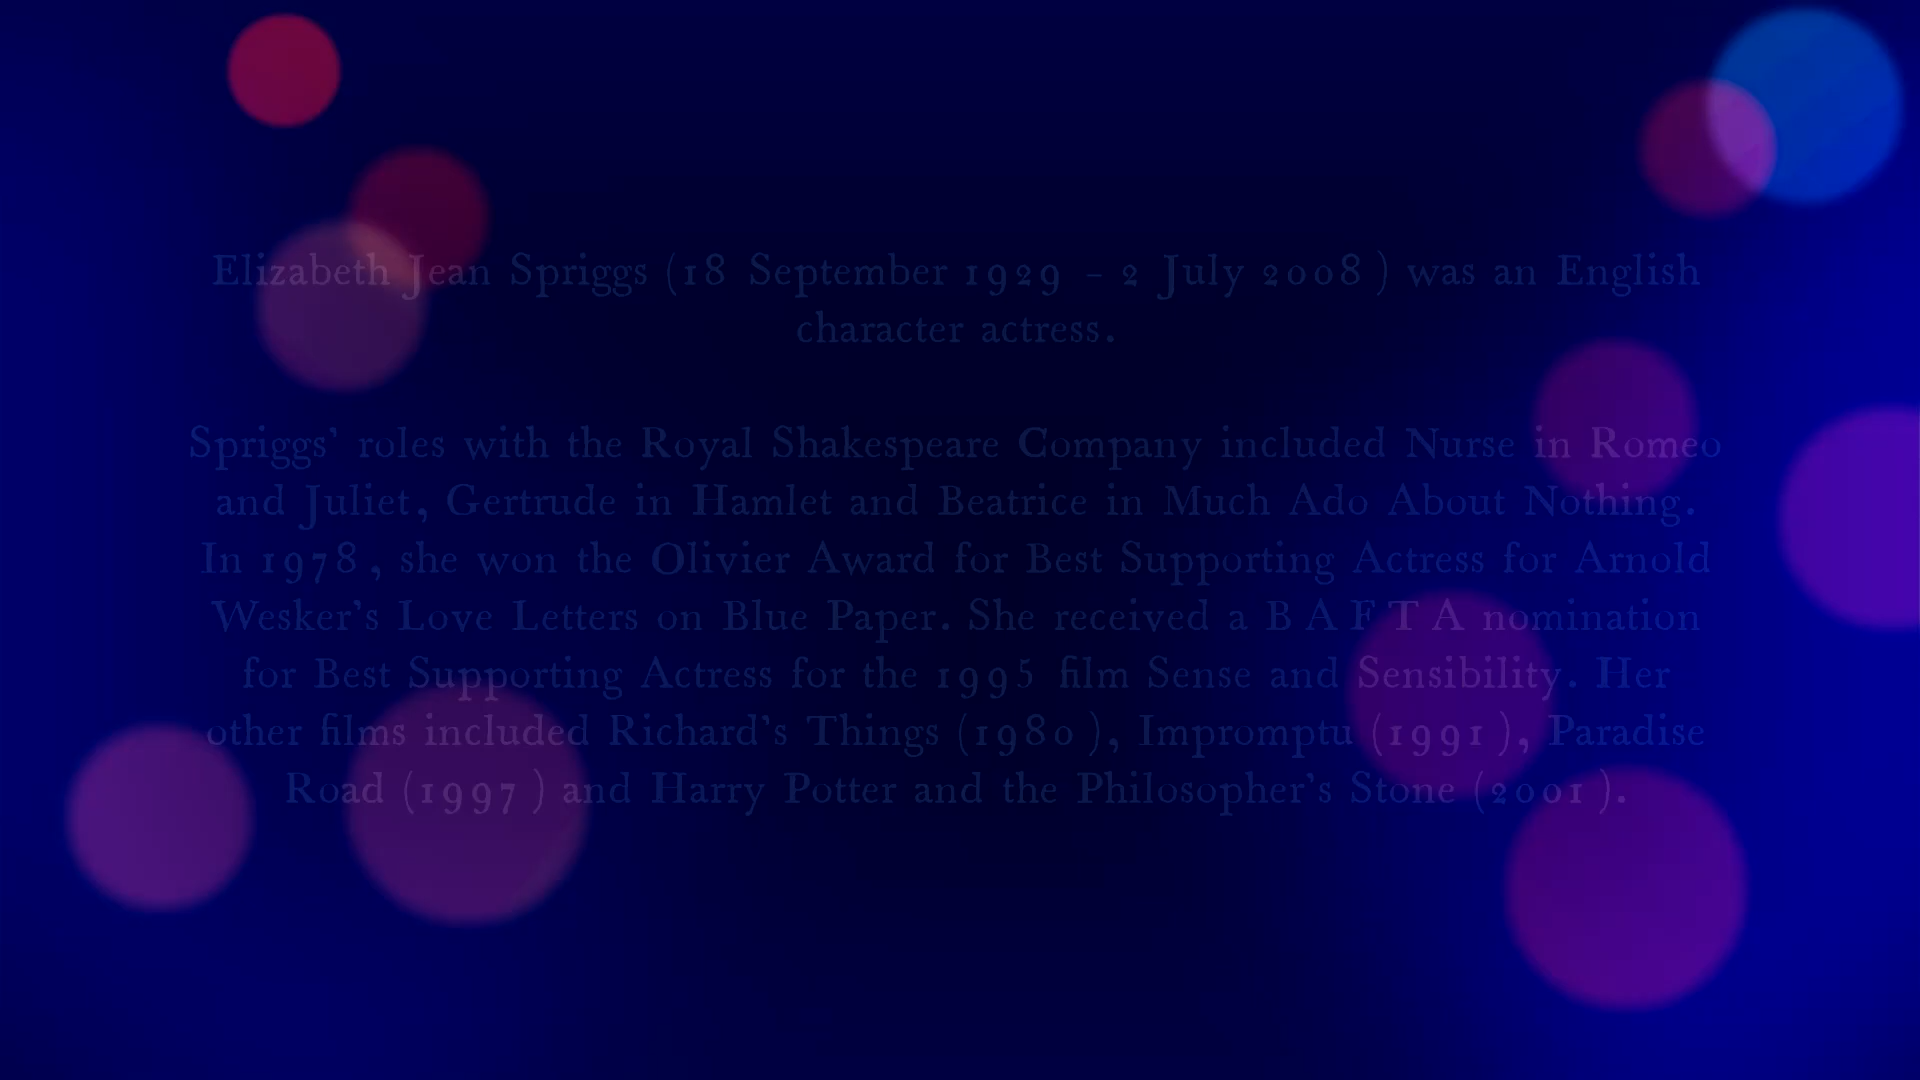 Elizabeth Jean Spriggs (18 September 1929 – 2 July 2008) was an English
character actress.
Spriggs’ roles with the Royal Shakespeare Company included Nurse in Romeo
and Juliet, Gertrude in Hamlet and Beatrice in Much Ado About Nothing.
In 1978, she won the Olivier Award for Best Supporting Actress for Arnold
Wesker’s Love Letters on Blue Paper. She received a BAFTA nomination
for Best Supporting Actress for the 1995 film Sense and Sensibility. Her
other films included Richard’s Things (1980), Impromptu (1991), Paradise
Road (1997) and Harry Potter and the Philosopher’s Stone (2001).